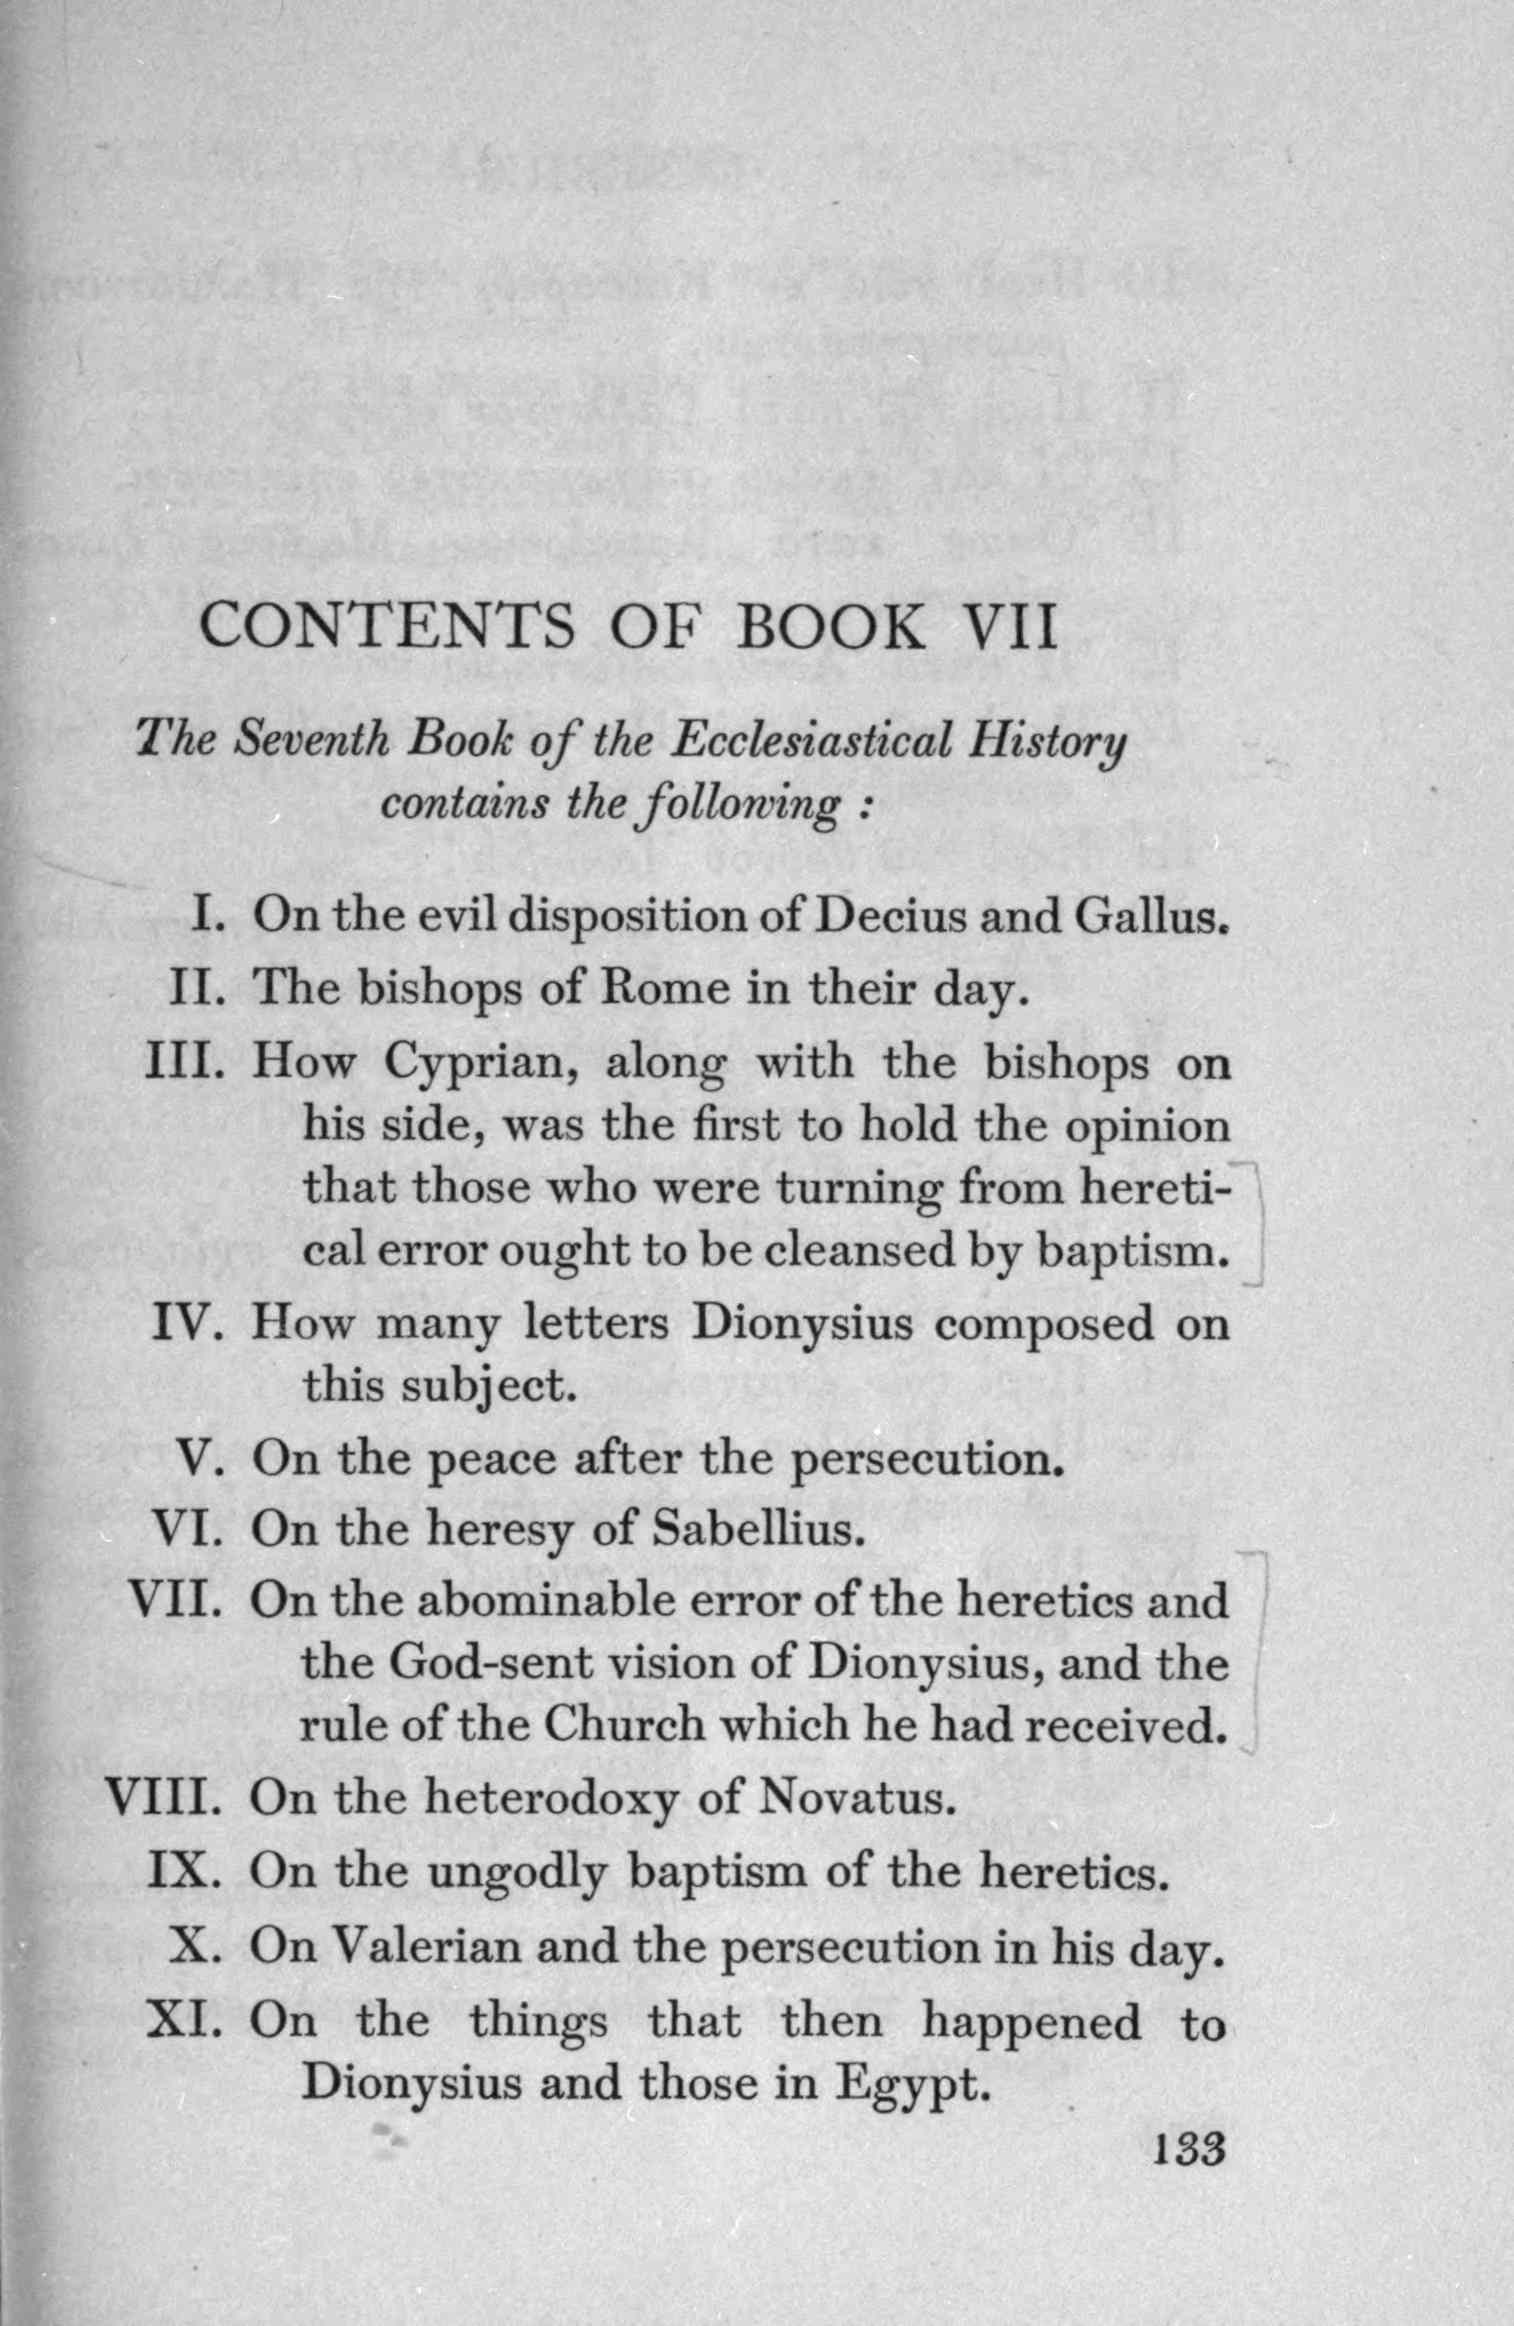 CONTENTS OF BOOK VII
The Seventh Book of the Ecclesiastical History
contains the following :
I. On the evil disposition of Decius and Gallus.
II. The bishops of Rome in their day.
III. How Cyprian, along with the bishops on
his side, was the first to hold the opinion
that those who were turning from hereti-
cal error ought to be cleansed by baptism.
IV. How many letters Dionysius composed on
this subject.
V. On the peace after the persecution.
VI. On the heresy of Sabellius.
VII. On the abominable error of the heretics and
the God-sent vision of Dionysius, and the
rule of the Church which he had received.
VIII. On the heterodoxy of Novatus.
IX. On the ungodly baptism of the heretics.
X. On Valerian and the persecution in his day.
XI. On the things that then happened to
Dionysius and those in Egypt.
133